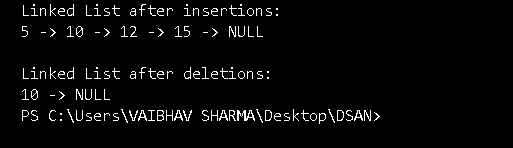 Linked List after insertions:
5 -> 10 -> 12 -> 15 -> NULL
Linked List after deletions:
10 -> NULL
PS C:\Users\VAIBHAV SHARMA\Desktop\DSAN>